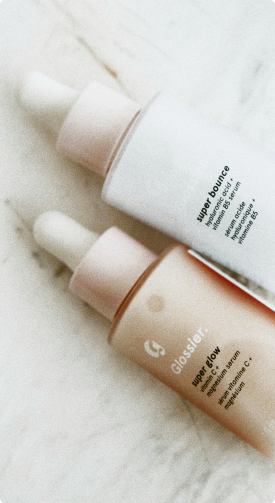 super bounce
hyaluronic acid +
vitamin B5 serum
sérum acide
hyaluronique +
vitamine B5
G
Glossier.
super glow
vitamin C +
magnesium serum
sérum vitamine C +
magnésium